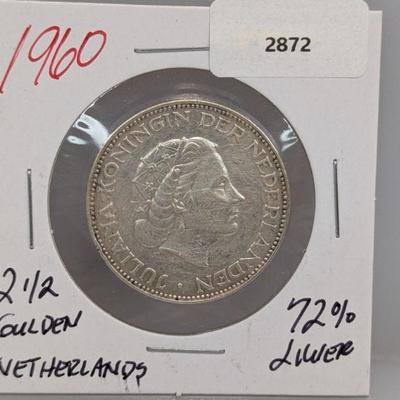 1960
2872
JULIANA KONINGIN DER NEDERLANDEN
2 1/2
GULDEN
NETHERLANDS
72%
SILVER